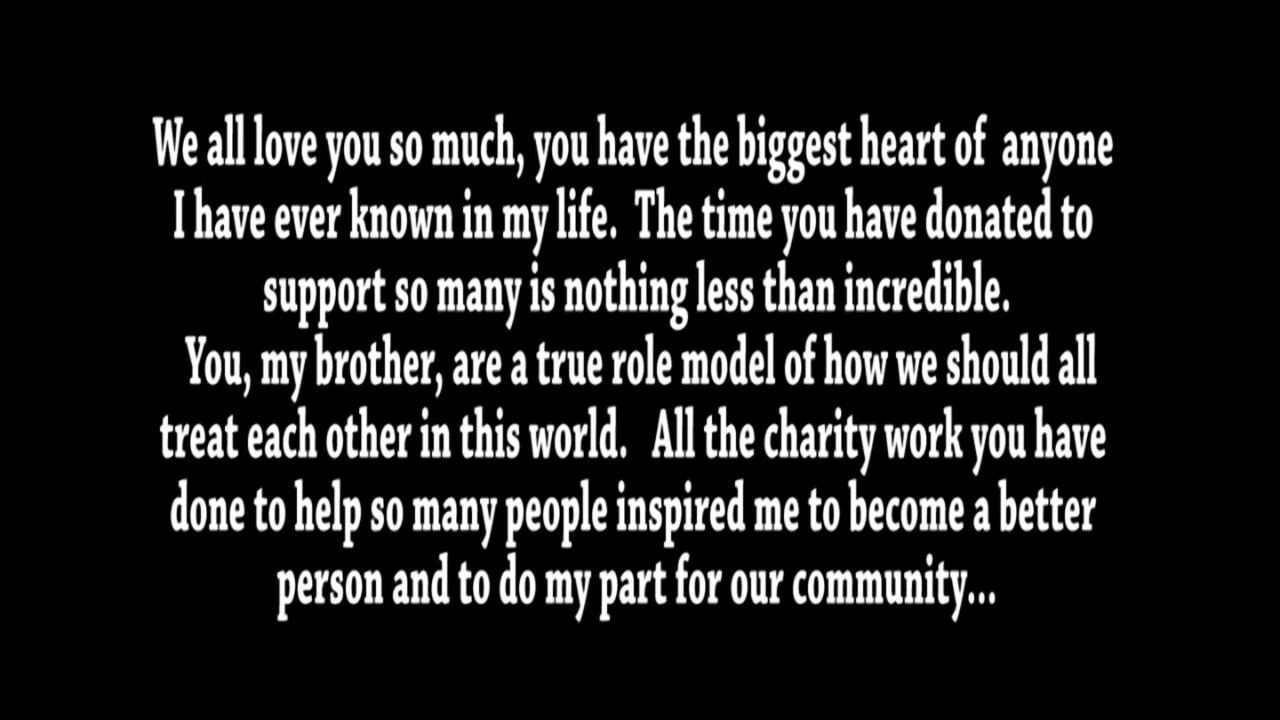 We all love you so much, you have the biggest heart of  anyone
I have ever known in my life.  The time you have donated to
support so many is nothing less than incredible.
You, my brother, are a true role model of how we should all
treat each other in this world.  All the charity work you have
done to help so many people inspired me to become a better
person and to do my part for our community...